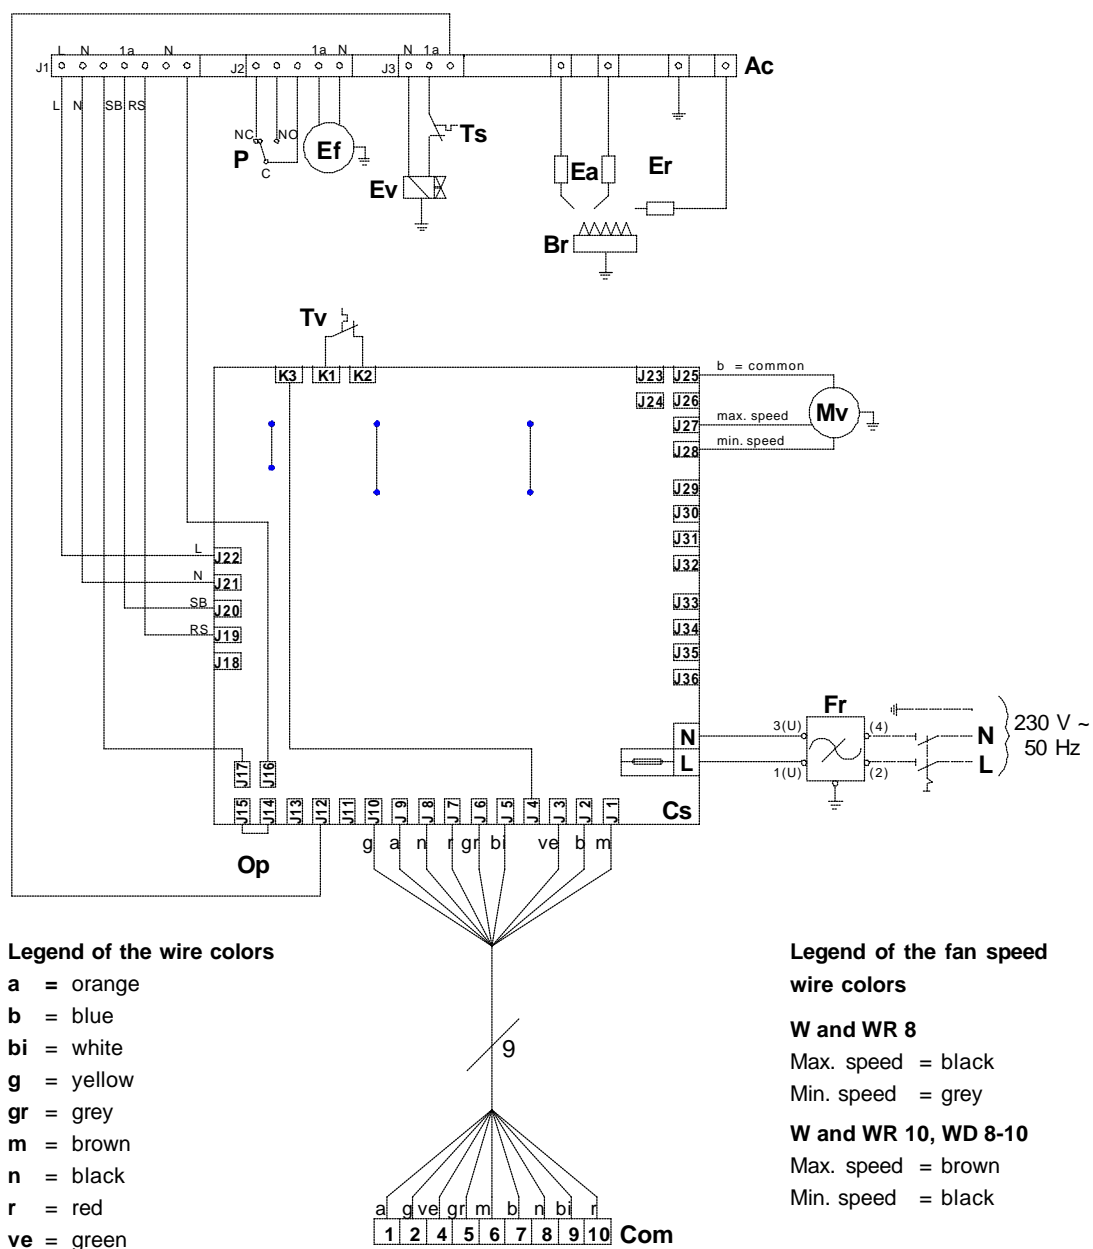 L N 1a N 1a N N 1a
J1 J2 J3 Ac
L N SB RS
NC NO
P C Ef Ts
Ev Ea Er
Br
Tv
K3 K1 K2 J23 J25 b = common
J24 J26
Mv
J27 max. speed
J28 min. speed
J29
J30
J31
J32
L J22
N J21
SB J20 J33
RS J19 J34
J18 J35
J36
Fr
3(U) (4)
N N
L L
1(U) (2)
230 V ~
50 Hz
J17 J16
J15 J14 J13 J12 J11 J10 J9 J8 J7 J6 J5 J4 J3 J2 J1 Cs
g a n r gr bi ve b m
Op
Legend of the wire colors
a = orange
b = blue
bi = white
g = yellow
gr = grey
m = brown
n = black
r = red
ve = green
9
a g ve gr m b n bi r
1 2 4 5 6 7 8 9 10 Com
Legend of the fan speed
wire colors
W and WR 8
Max. speed = black
Min. speed = grey
W and WR 10, WD 8-10
Max. speed = brown
Min. speed = black